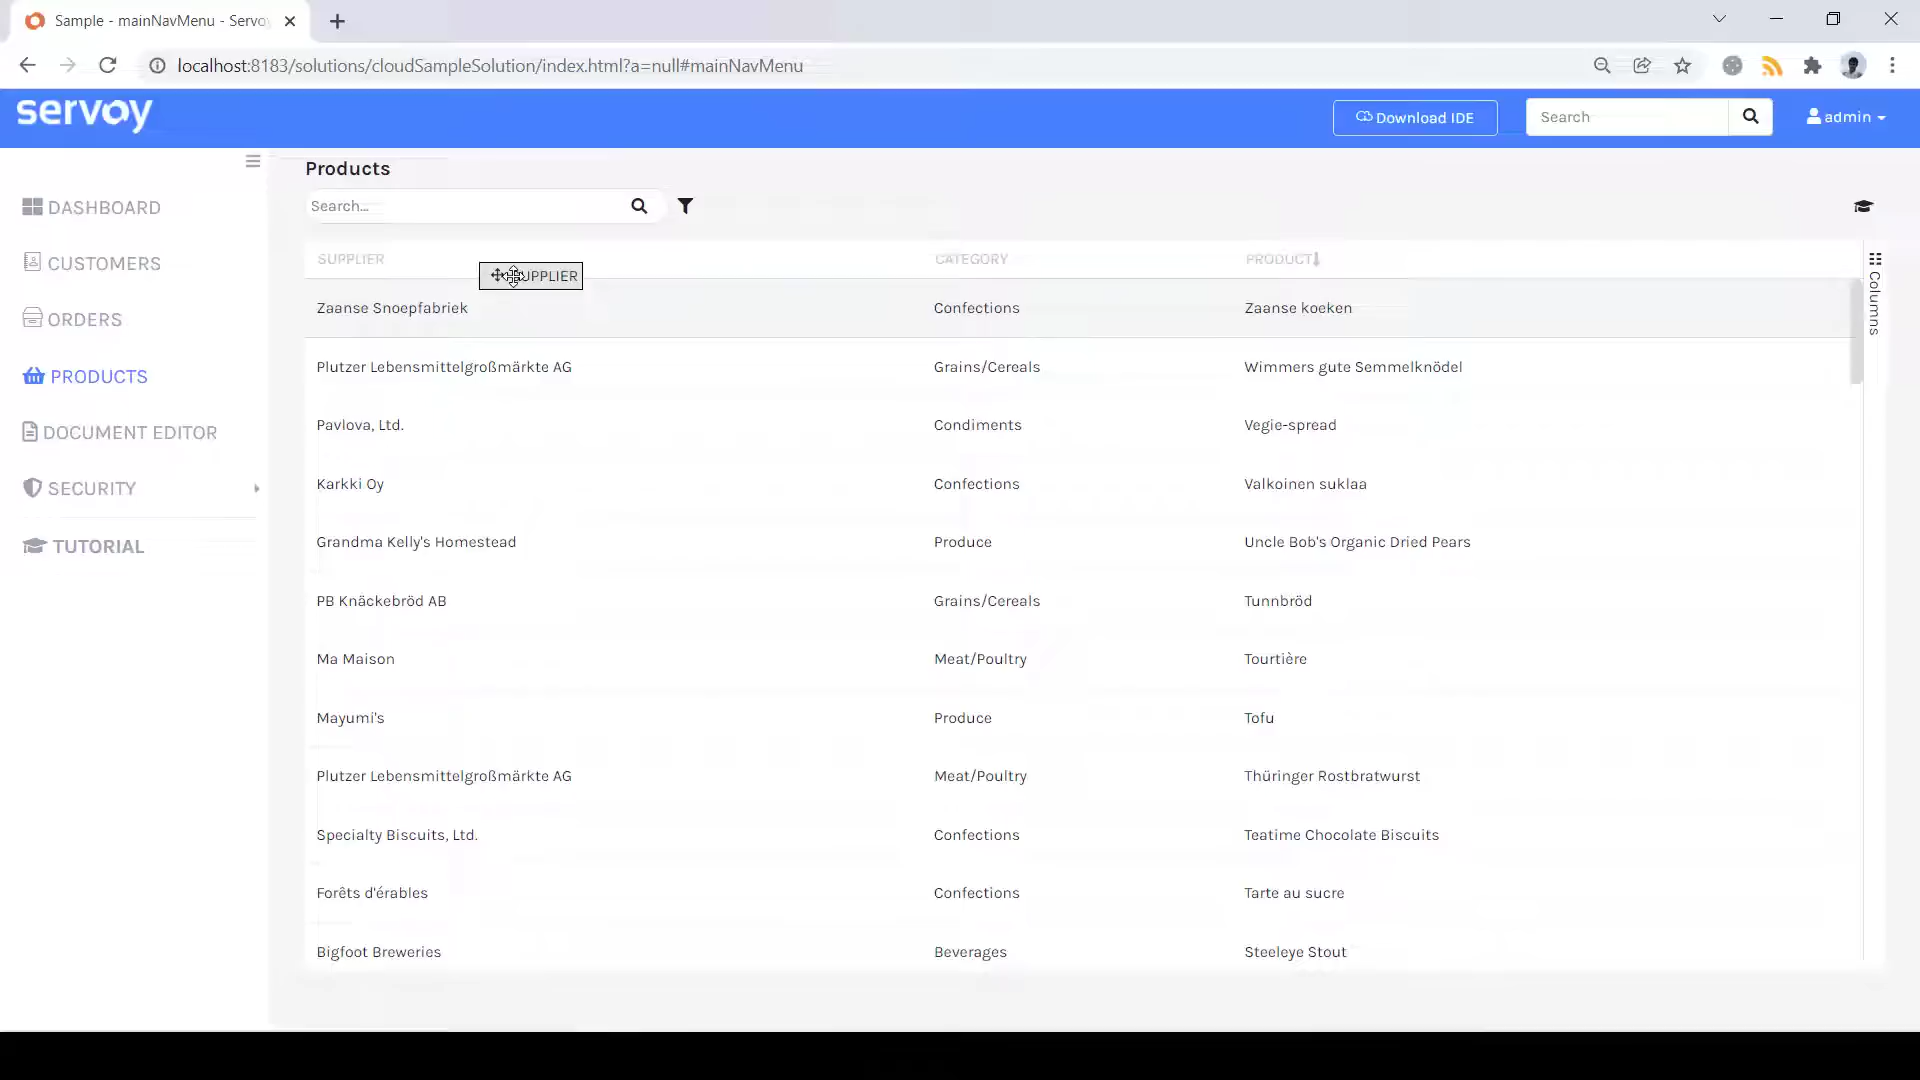 Sample - mainNavMenu - Servo
localhost:8183/solutions/cloudSampleSolution/index.html?a=null#mainNavMenu
servoy
Download IDE
Search
admin
DASHBOARD
CUSTOMERS
ORDERS
PRODUCTS
DOCUMENT EDITOR
SECURITY
TUTORIAL
Products
Search...
SUPPLIER CATEGORY PRODUCT
UPPLIER
Zaanse Snoepfabriek Confections Zaanse koeken
Plutzer Lebensmittelgroßmärkte AG Grains/Cereals Wimmers gute Semmelknödel
Pavlova, Ltd. Condiments Vegie-spread
Karkki Oy Confections Valkoinen suklaa
Grandma Kelly's Homestead Produce Uncle Bob's Organic Dried Pears
PB Knäckebröd AB Grains/Cereals Tunnbröd
Ma Maison Meat/Poultry Tourtière
Mayumi's Produce Tofu
Plutzer Lebensmittelgroßmärkte AG Meat/Poultry Thüringer Rostbratwurst
Specialty Biscuits, Ltd. Confections Teatime Chocolate Biscuits
Forêts d'érables Confections Tarte au sucre
Bigfoot Breweries Beverages Steeleye Stout
Columns